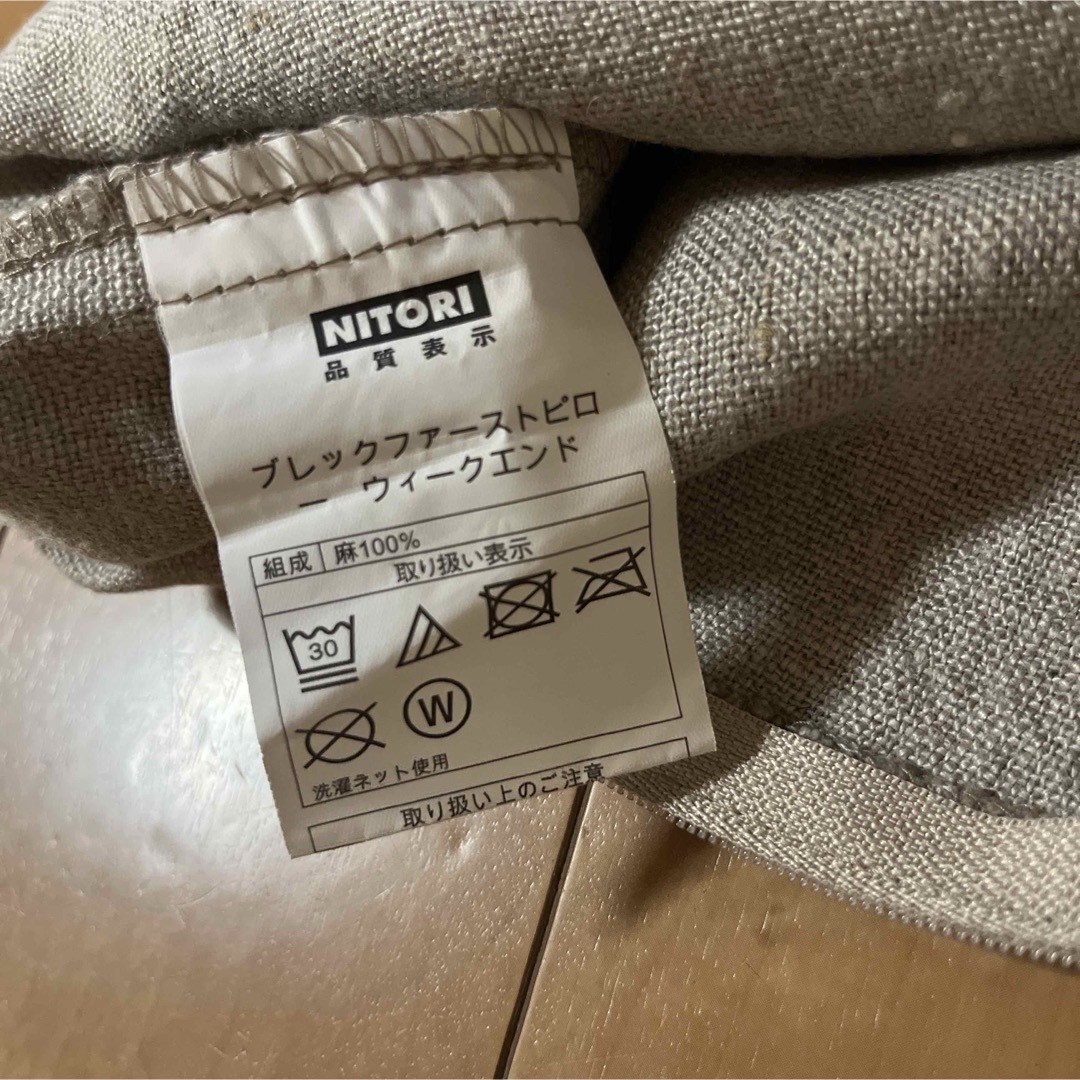 NITORI
品質表示
ブレックファーストピロ
ー ウィークエンド
組成 麻100%
取り扱い表示
30
W
洗濯ネット使用
取り扱い上のご注意